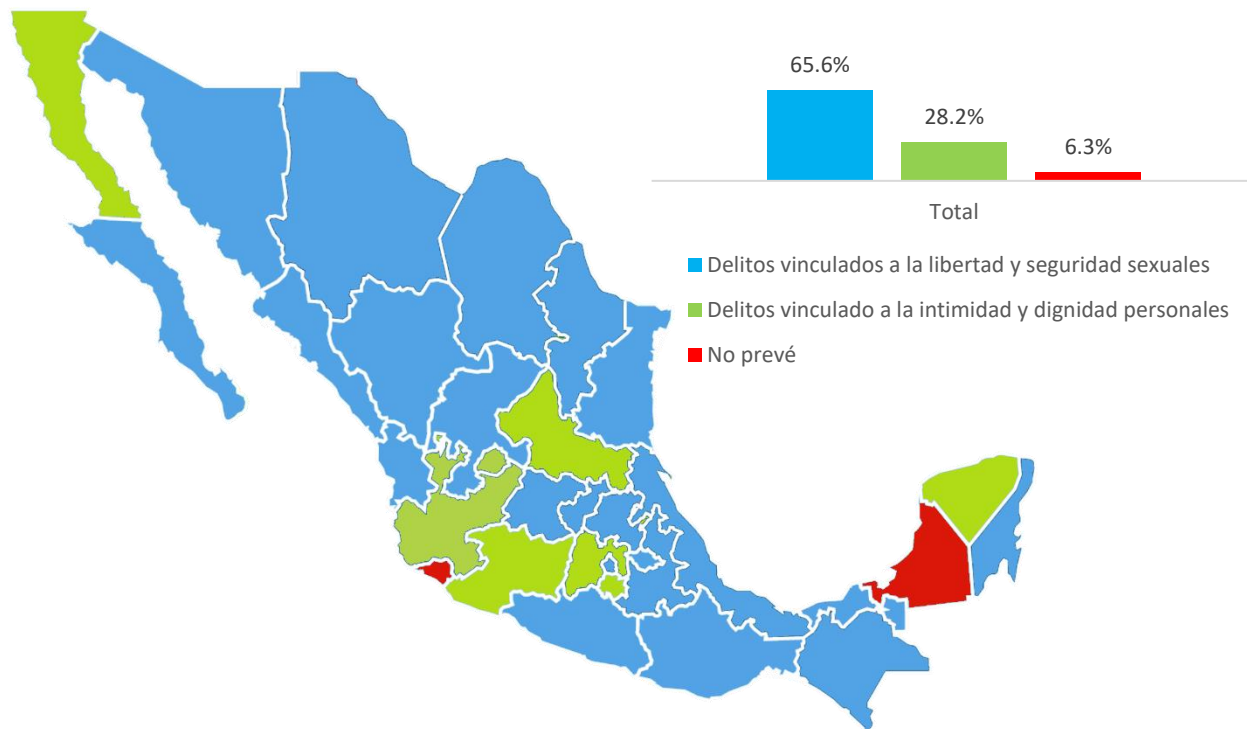 65.6%
28.2%
6.3%
Total
Delitos vinculados a la libertad y seguridad sexuales
Delitos vinculado a la intimidad y dignidad personales
No prevé